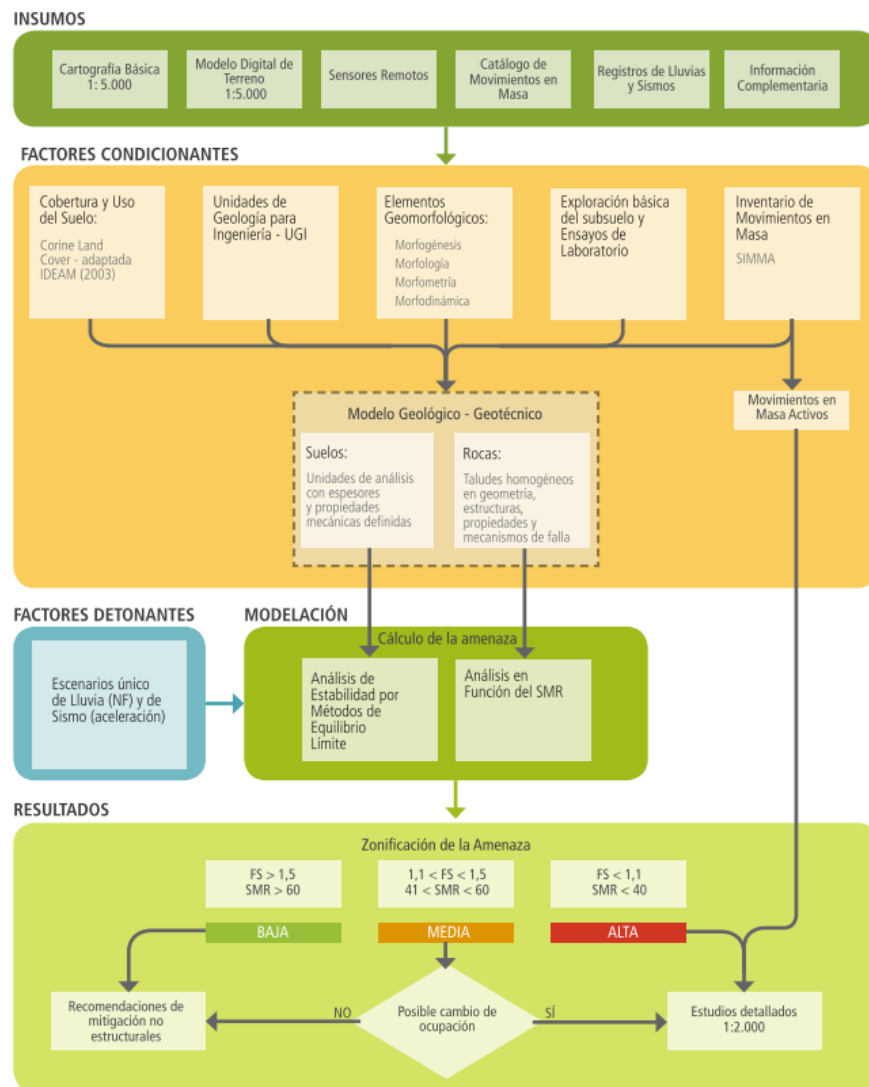 INSUMOS
Cartografía Básica
1: 5.000
Modelo Digital de
Terreno
1:5.000
Sensores Remotos
Catálogo de
Movimientos en
Masa
Registros de Lluvias
y Sismos
Información
Complementaria
FACTORES CONDICIONANTES
Cobertura y Uso
del Suelo:
Corine Land
Cover - adaptada
IDEAM (2003)
Unidades de
Geología para
Ingeniería - UGI
Elementos
Geomorfológicos:
Morfogénesis
Morfología
Morfometría
Morfodinámica
Exploración básica
del subsuelo y
Ensayos de
Laboratorio
Inventario de
Movimientos en
Masa
SIMMA
Movimientos en
Masa Activos
Modelo Geológico - Geotécnico
Suelos:
Unidades de análisis
con espesores
y propiedades
mecánicas definidas
Rocas:
Taludes homogéneos
en geometría,
estructuras,
propiedades y
mecanismos de falla
FACTORES DETONANTES
Escenarios único
de Lluvia (NF) y de
Sismo (aceleración)
MODELACIÓN
Cálculo de la amenaza
Análisis de
Estabilidad por
Métodos de
Equilibrio
Límite
Análisis en
Función del SMR
RESULTADOS
Zonificación de la Amenaza
FS > 1,5
SMR > 60
1,1 < FS < 1,5
41 < SMR < 60
FS < 1,1
SMR < 40
BAJA
MEDIA
ALTA
Recomendaciones de
mitigación no
estructurales
NO
Posible cambio de
ocupación
SÍ
Estudios detallados
1:2.000